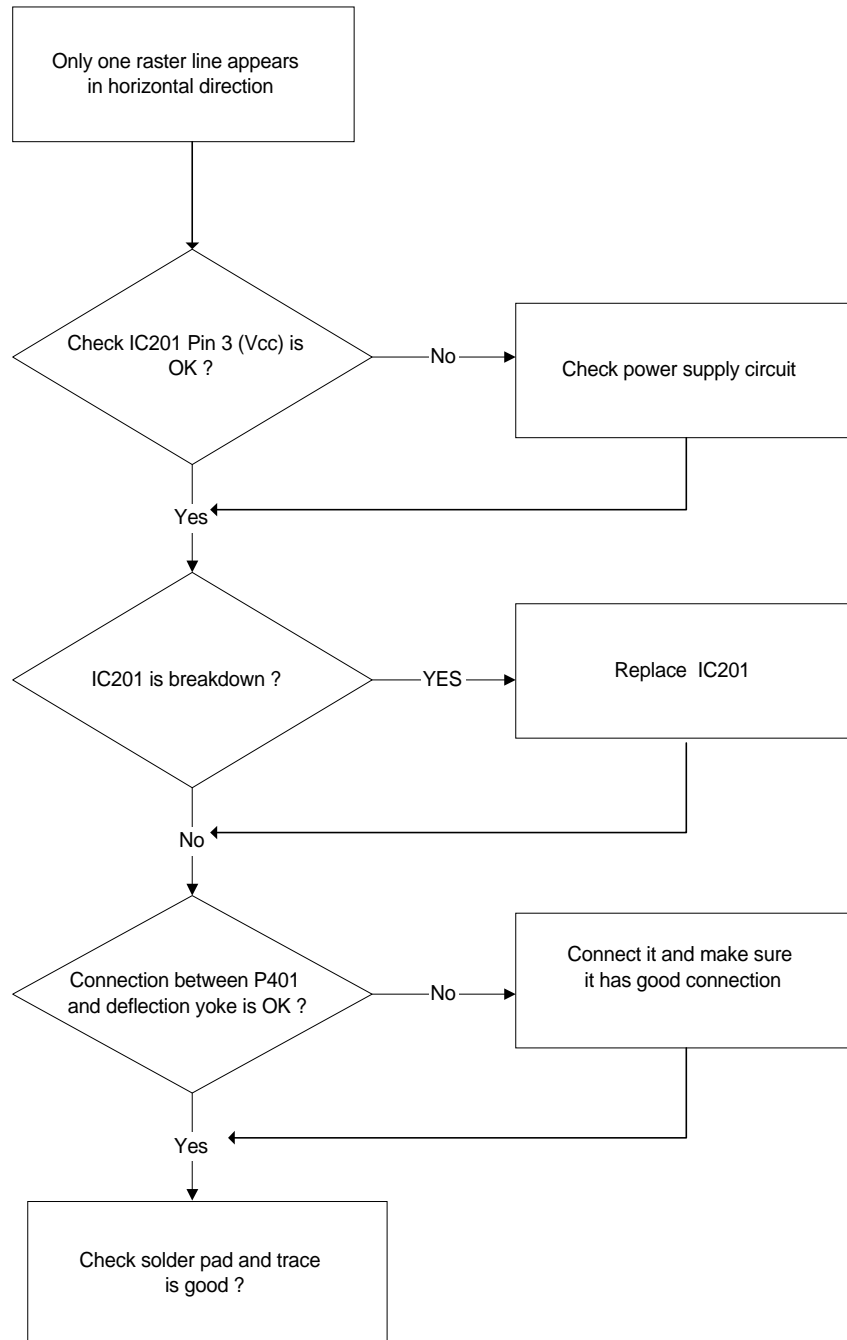 Only one raster line appears
in horizontal direction
Check IC201 Pin 3 (Vcc) is
OK ?
No
Check power supply circuit
Yes
IC201 is breakdown ?
YES
Replace IC201
No
Connection between P401
and deflection yoke is OK ?
No
Connect it and make sure
it has good connection
Yes
Check solder pad and trace
is good ?